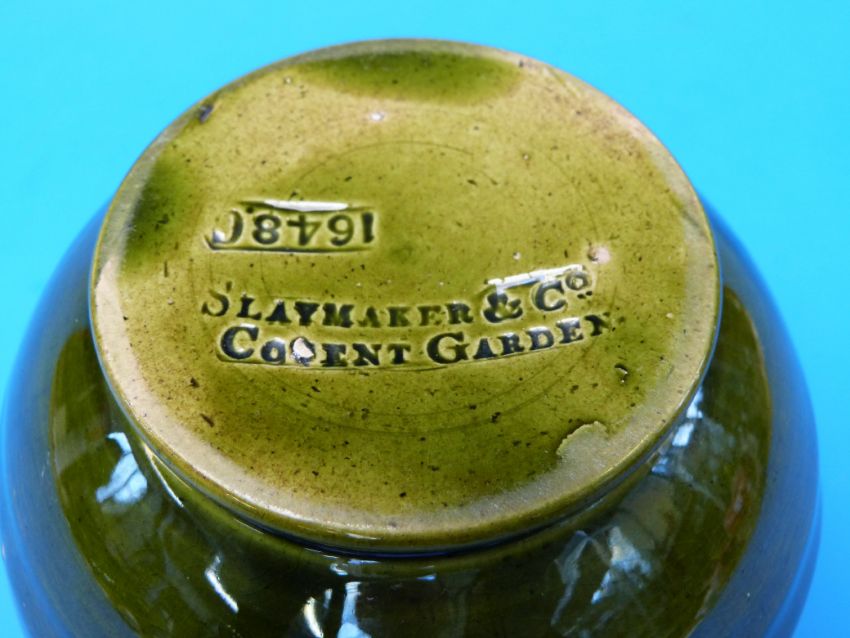 16480
SLAYMAKER & Co.
COVENT GARDEN.